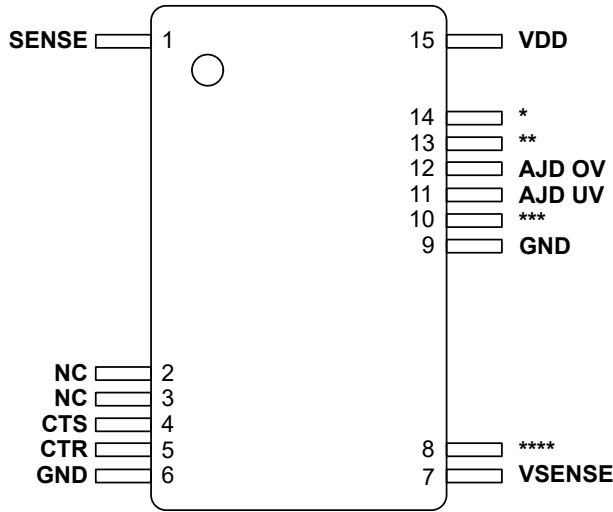 SENSE 1 15 VDD
14 *
13 **
12 AJD OV
11 AJD UV
10 ***
9 GND
NC 2
NC 3
CTS 4
CTR 5 8 ****
GND 6 7 VSENSE